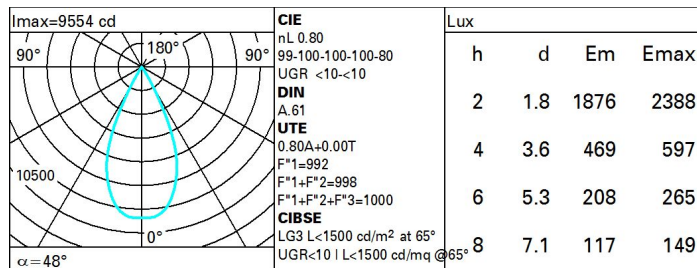 Imax=9554 cd
90°
180°
90°
10500
0°
α=48°
CIE
nL 0.80
99-100-100-100-80
UGR <10-<10
DIN
A.61
UTE
0.80A+0.00T
F"1=992
F"1+F"2=998
F"1+F"2+F"3=1000
CIBSE
LG3 L<1500 cd/m² at 65°
UGR<10 | L<1500 cd/mq @65°
Lux
h d Em Emax
2 1.8 1876 2388
4 3.6 469 597
6 5.3 208 265
8 7.1 117 149